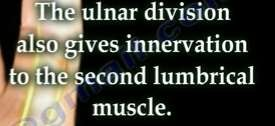 The ulnar division
also gives innervation
to the second lumbrical
muscle.